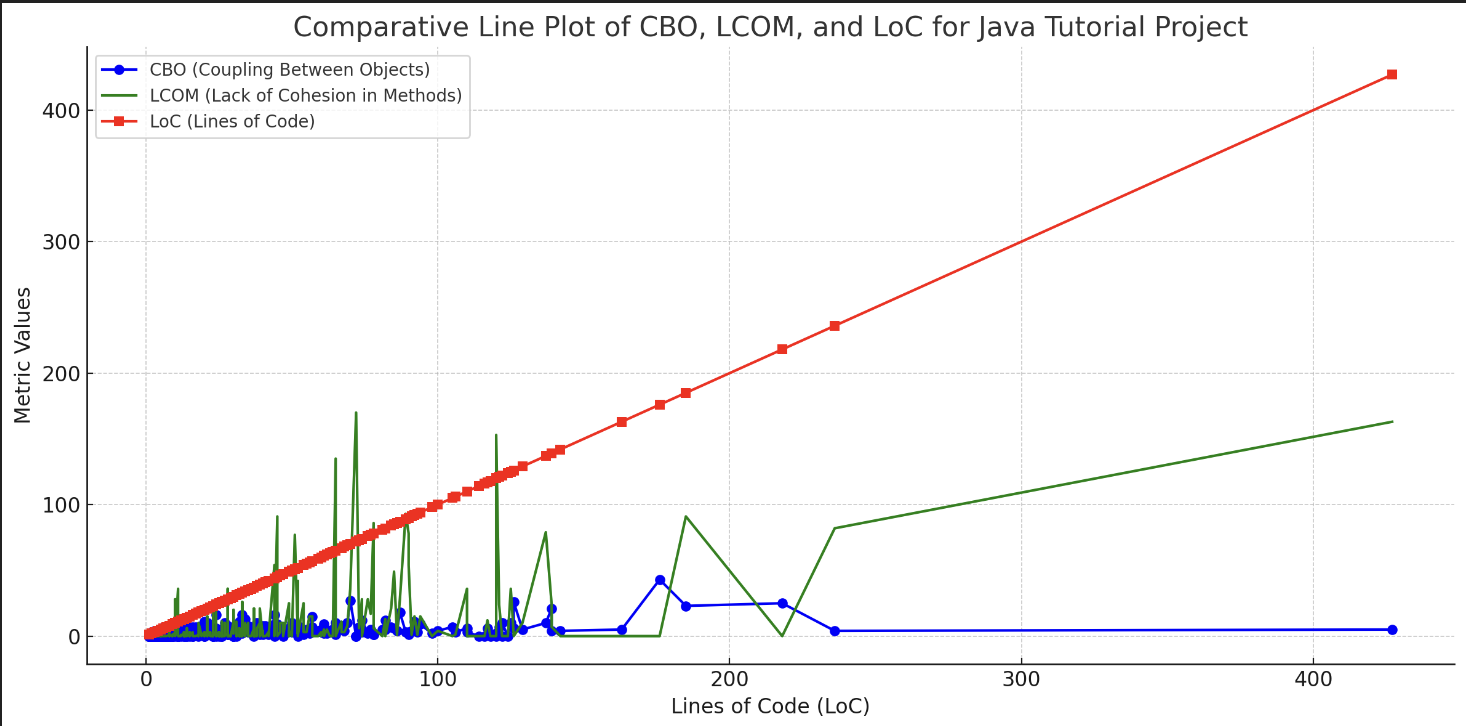 Comparative Line Plot of CBO, LCOM, and LoC for Java Tutorial Project
CBO (Coupling Between Objects)
LCOM (Lack of Cohesion in Methods)
LoC (Lines of Code)
Metric Values
400
300
200
100
0
0 100 200 300 400
Lines of Code (LoC)